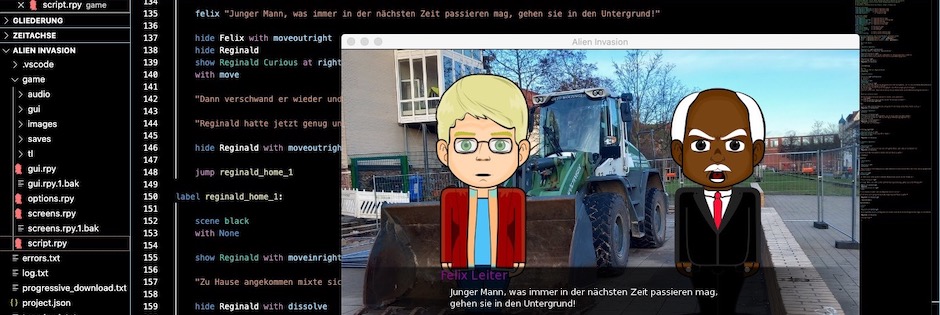 script.rpy game
GLIEDERUNG
ZEITACHSE
ALIEN INVASION
.vscode
game
audio
gui
images
saves
tl
gui.rpy
gui.rpy.1.bak
options.rpy
screens.rpy
screens.rpy.1.bak
script.rpy
errors.txt
log.txt
progressive_download.txt
project.json
134
135 felix "Junger Mann, was immer in der nächsten Zeit passieren mag, gehen sie in den Untergrund!"
136
137 hide Felix with moveoutright
138 hide Reginald
139 show Reginald Curious at right
140 with move
141
142 "Dann verschwand er wieder und
143
144 "Reginald hatte jetzt genug un
145
146 hide Reginald with moveoutrigh
147
148 jump reginald_home_1
149
150 label reginald_home_1:
151
152 scene black
153 with None
154
155 show Reginald with moveinright
156
157 "Zu Hause angekommen mixte sic
158
159 hide Reginald with dissolve
Alien Invasion
Felix Leiter
Junger Mann, was immer in der nächsten Zeit passieren mag,
gehen sie in den Untergrund!